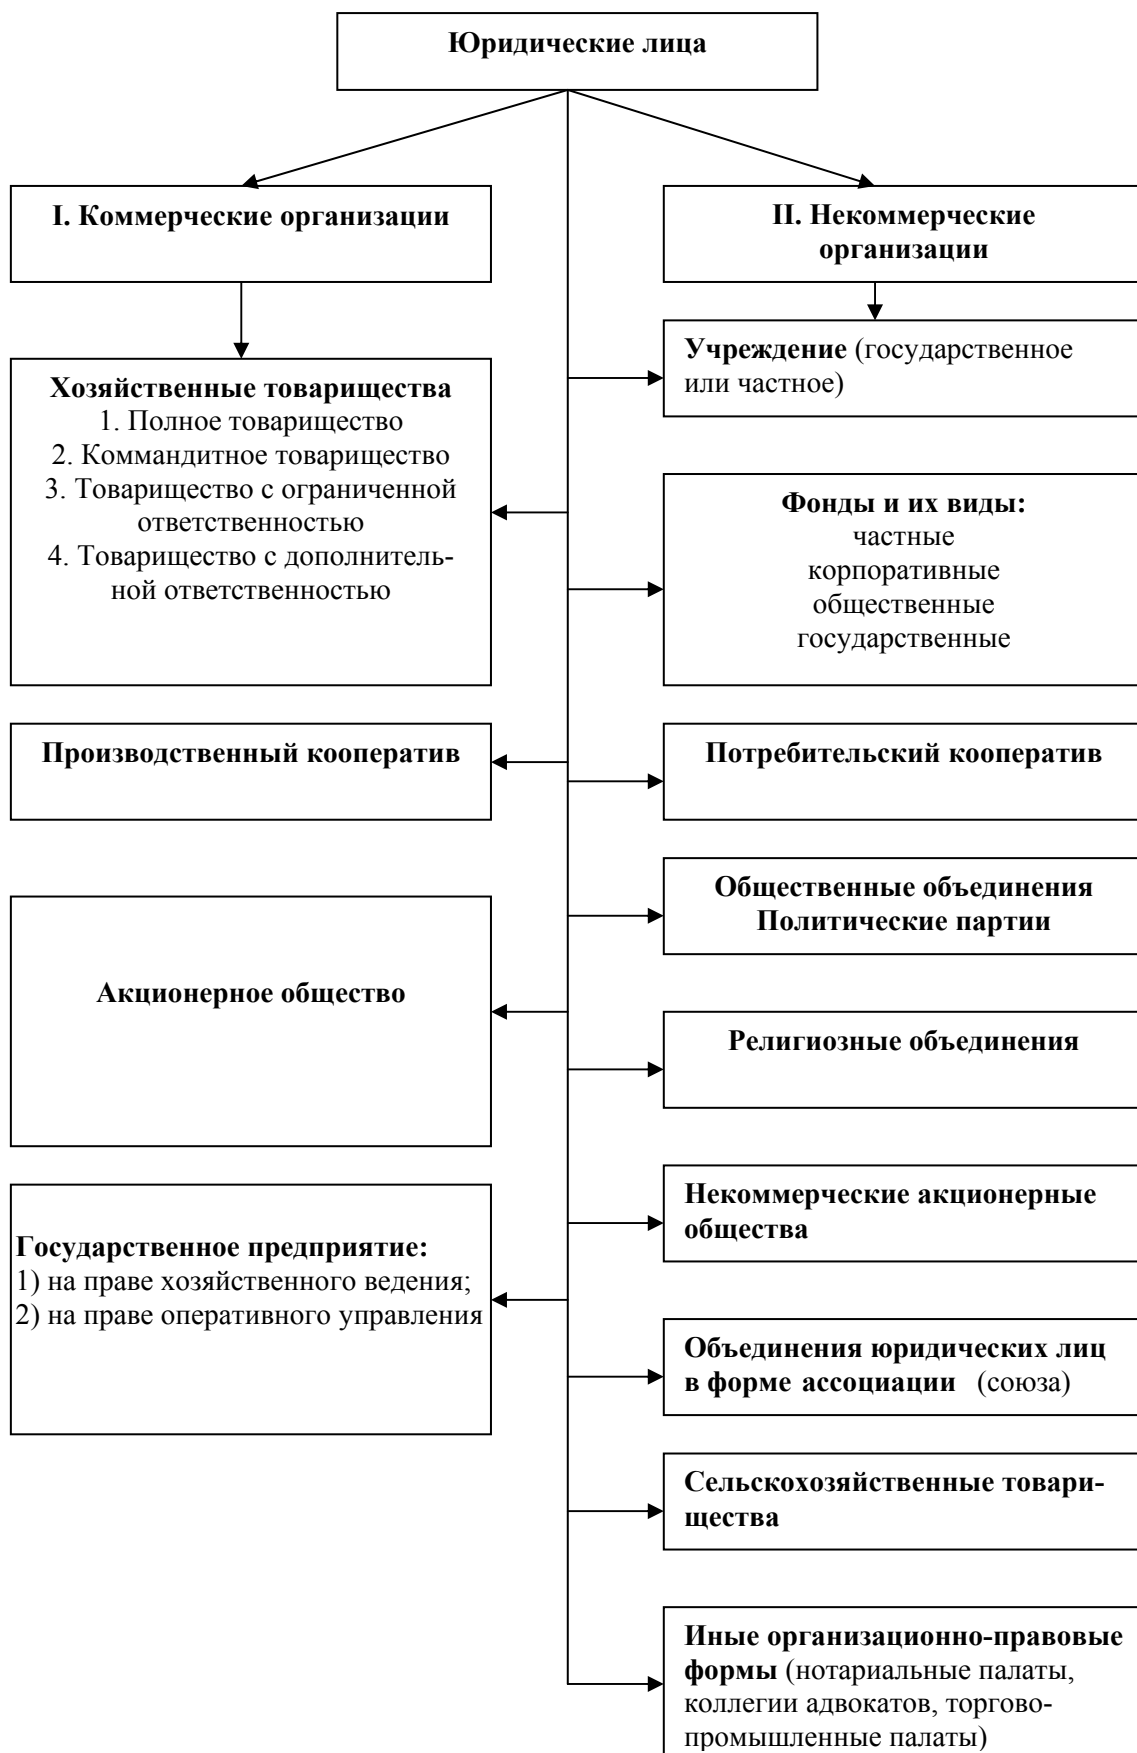 Юридические лица
I. Коммерческие организации
II. Некоммерческие
организации
Хозяйственные товарищества
1. Полное товарищество
2. Коммандитное товарищество
3. Товарищество с ограниченной
ответственностью
4. Товарищество с дополнитель-
ной ответственностью
Производственный кооператив
Акционерное общество
Государственное предприятие:
1) на праве хозяйственного ведения;
2) на праве оперативного управления
Учреждение (государственное
или частное)
Фонды и их виды:
частные
корпоративные
общественные
государственные
Потребительский кооператив
Общественные объединения
Политические партии
Религиозные объединения
Некоммерческие акционерные
общества
Объединения юридических лиц
в форме ассоциации (союза)
Сельскохозяйственные товари-
щества
Иные организационно-правовые
формы (нотариальные палаты,
коллегии адвокатов, торгово-
промышленные палаты)